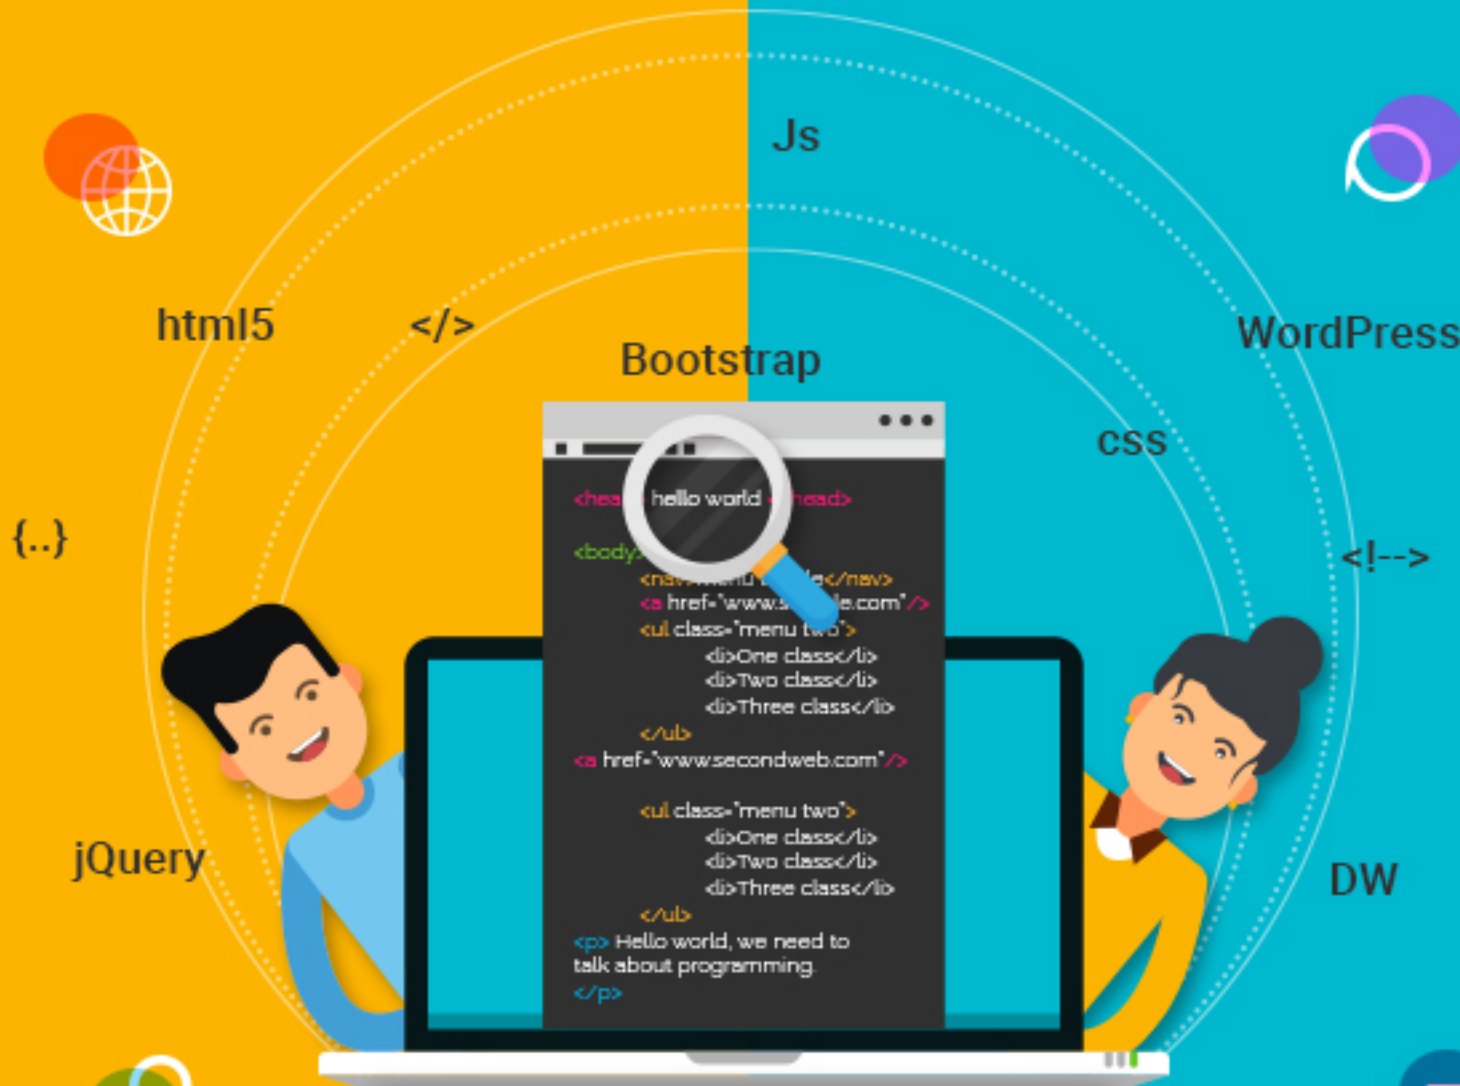 Js
html5
</>
WordPress
Bootstrap
css
hello world head>
{..}
<!-->
<body
</nav>
<a href="www. .com"/>
<ul class="menu two">
<li>One class</li>
<li>Two class</li>
<li>Three class</li>
</ul>
<a href="www.secondweb.com"/>
<ul class="menu two">
<li>One class</li>
jQuery
<li>Two class</li>
DW
<li>Three class</li>
</ul>
<p> Hello world, we need to
talk about programming.
</p>